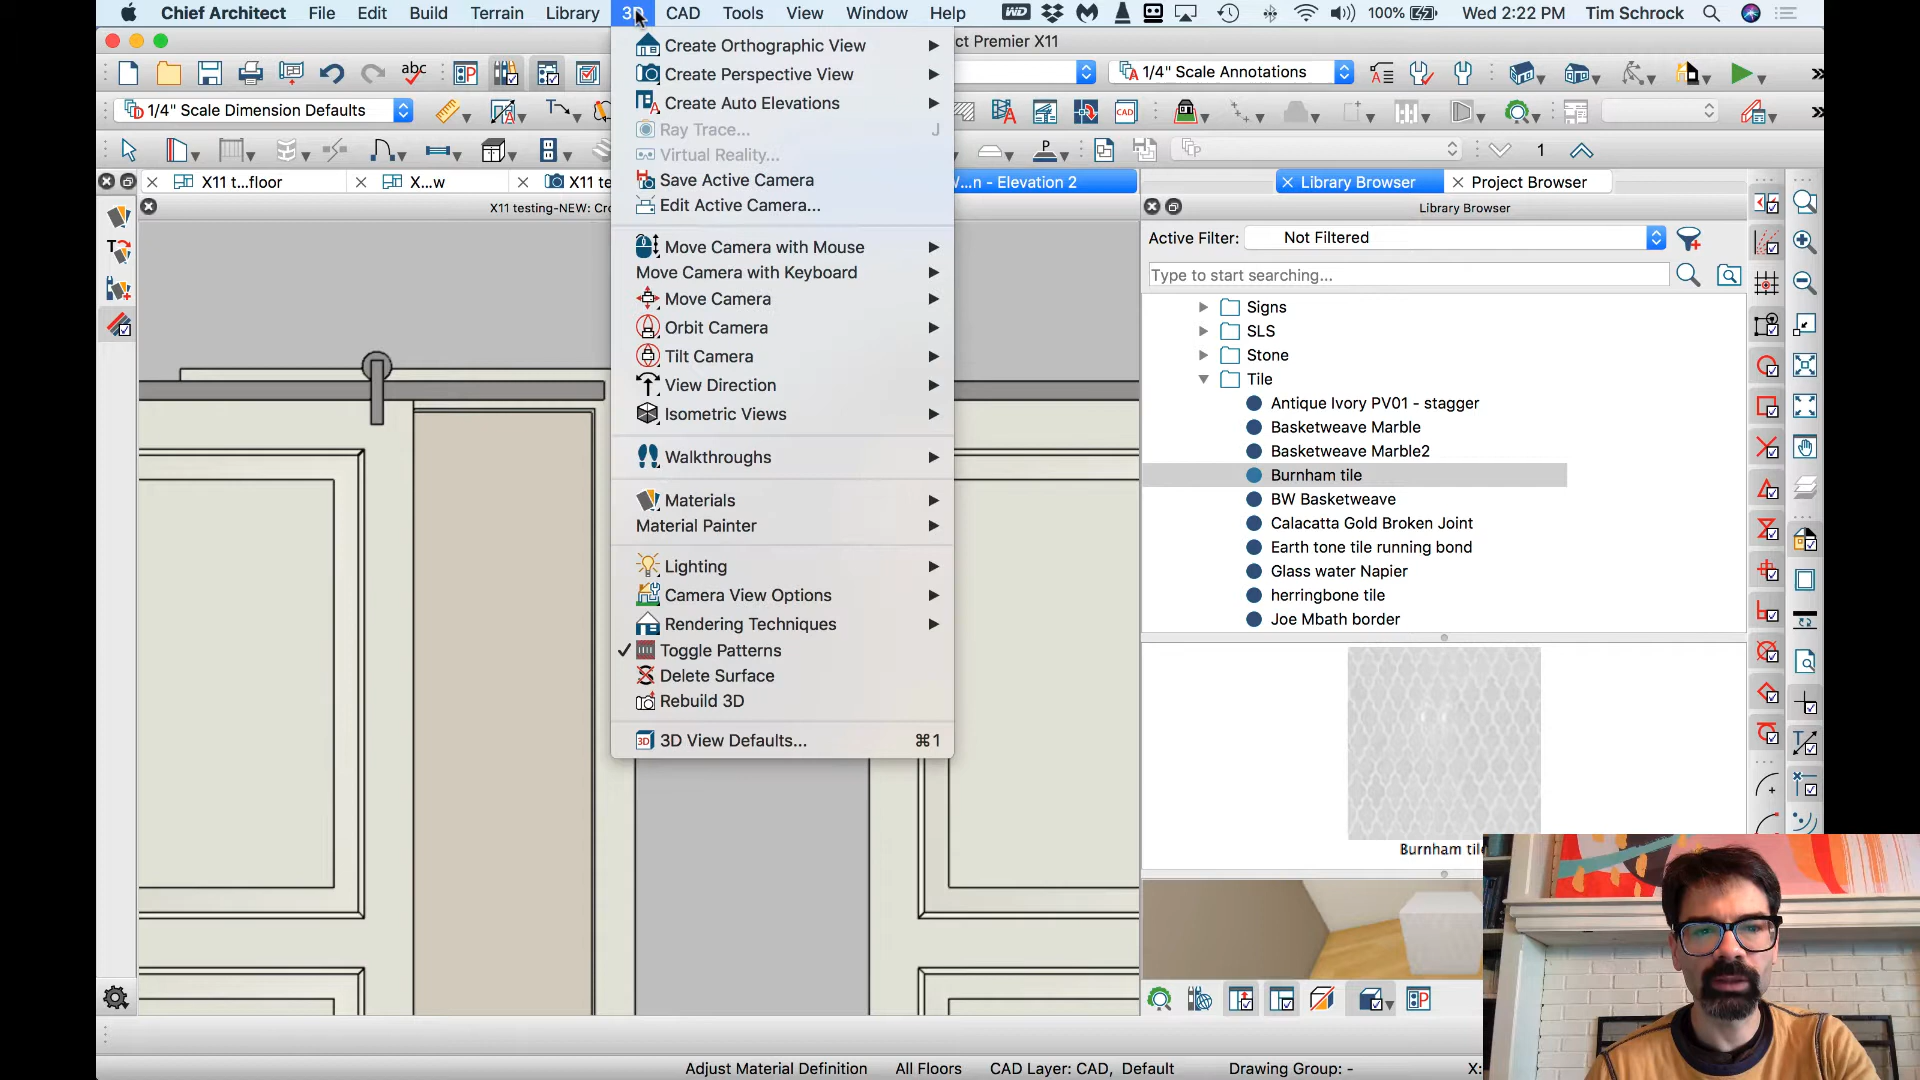 Chief Architect File Edit Build Terrain Library 3D CAD Tools View Window Help 100% Wed 2:22 PM Tim Schrock
ct Premier X11
abc 1/4" Scale Annotations
1/4" Scale Dimension Defaults CAD
1
X11 t...floor X...w X11 te ...n - Elevation 2 Library Browser Project Browser
X11 testing-NEW: Cro Library Browser
Create Orthographic View
Create Perspective View
Create Auto Elevations
Ray Trace... J
Virtual Reality...
Save Active Camera
Edit Active Camera...
Move Camera with Mouse
Move Camera with Keyboard
Move Camera
Orbit Camera
Tilt Camera
View Direction
Isometric Views
Walkthroughs
Materials
Material Painter
Lighting
Camera View Options
Rendering Techniques
Toggle Patterns
Delete Surface
Rebuild 3D
3D View Defaults... ⌘1
Active Filter: Not Filtered
Type to start searching...
Signs
SLS
Stone
Tile
Antique Ivory PV01 - stagger
Basketweave Marble
Basketweave Marble2
Burnham tile
BW Basketweave
Calacatta Gold Broken Joint
Earth tone tile running bond
Glass water Napier
herringbone tile
Joe Mbath border
Burnham tile
Adjust Material Definition All Floors CAD Layer: CAD, Default Drawing Group: - X: